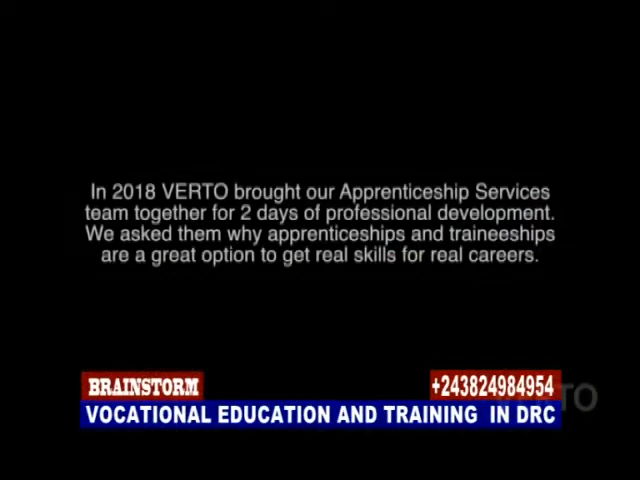 In 2018 VERTO brought our Apprenticeship Services
team together for 2 days of professional development.
We asked them why apprenticeships and traineeships
are a great option to get real skills for real careers.
BRAINSTORM
+243824984954
VERTO
VOCATIONAL EDUCATION AND TRAINING IN DRC